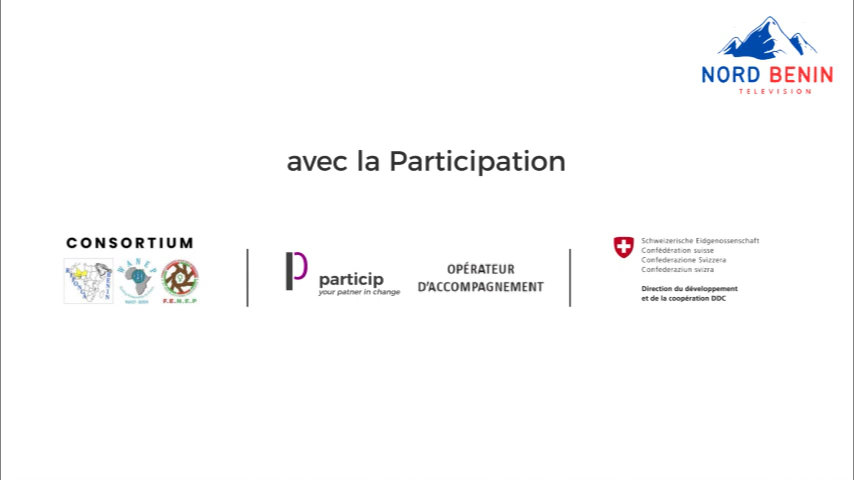 NORD BENIN
TELEVISION
avec la Participation
CONSORTIUM
WANEP
F.E.N.E.P
particip
your patner in change
OPÉRATEUR
D'ACCOMPAGNEMENT
Schweizerische Eidgenossenschaft
Confédération suisse
Confederazione Svizzera
Confederaziun svizra
Direction du développement
et de la coopération DDC